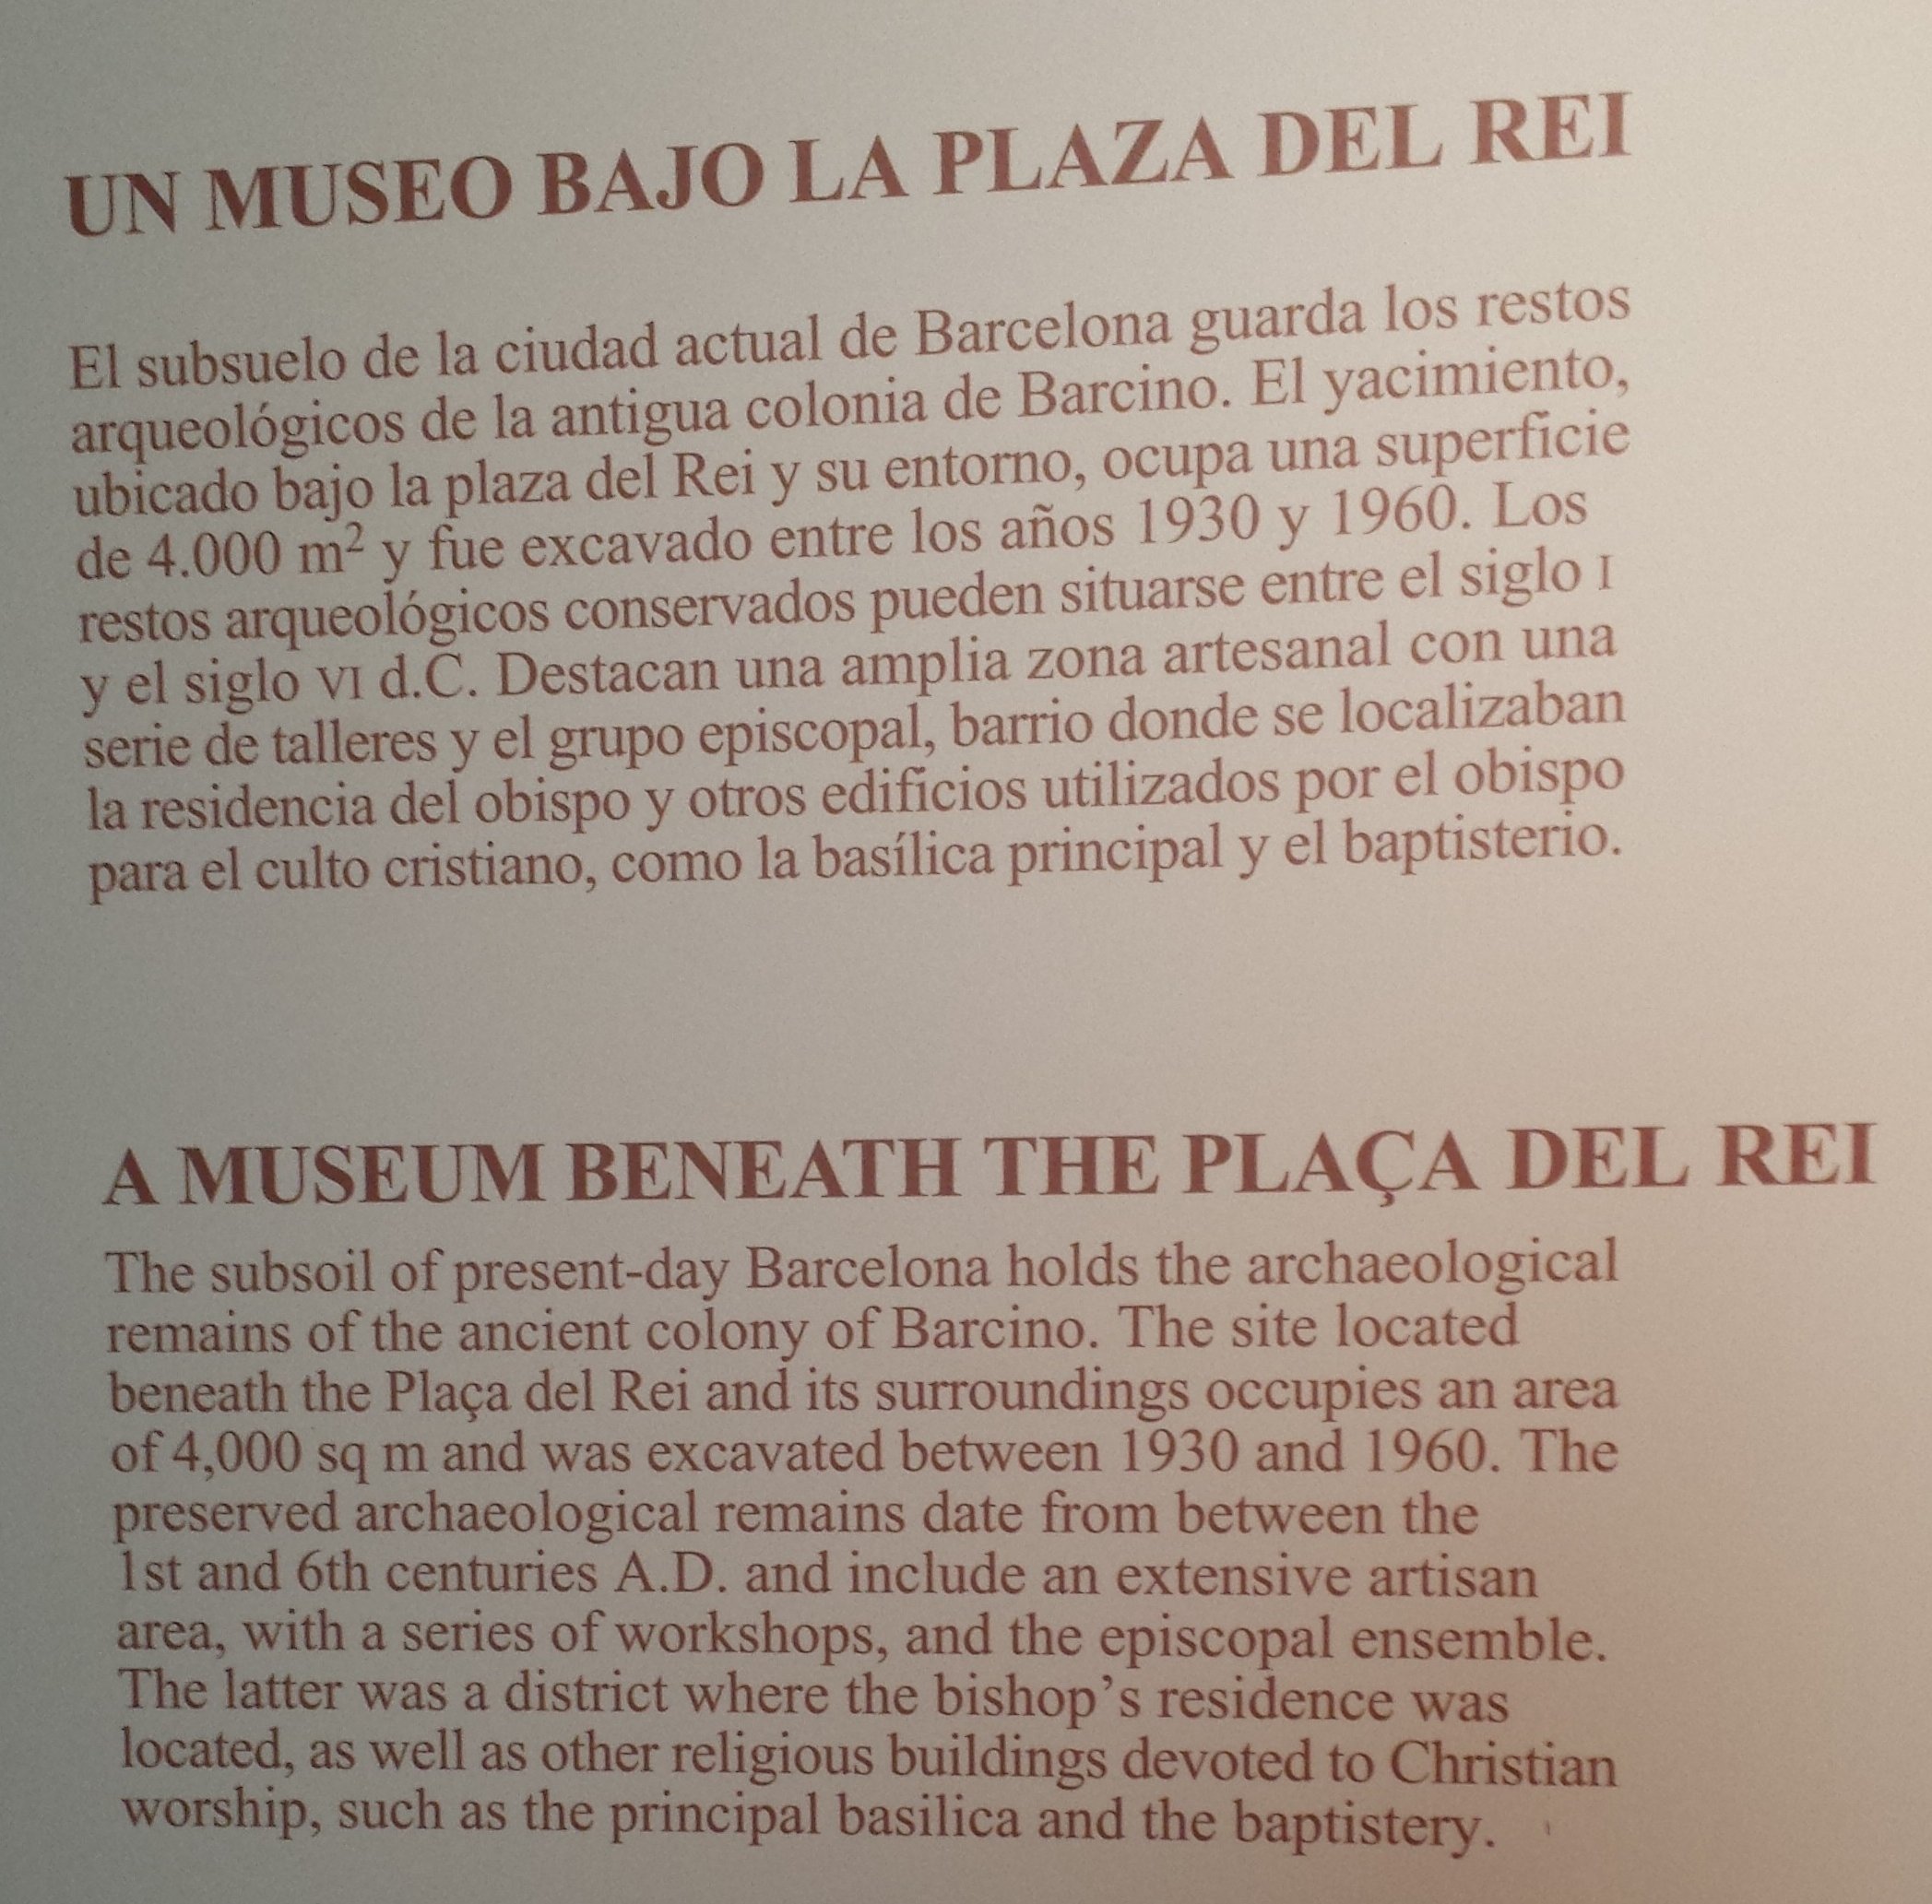 UN MUSEO BAJO LA PLAZA DEL REI
El subsuelo de la ciudad actual de Barcelona guarda los restos
arqueológicos de la antigua colonia de Barcino. El yacimiento,
ubicado bajo la plaza del Rei y su entorno, ocupa una superficie
de 4.000 m² y fue excavado entre los años 1930 y 1960. Los
restos arqueológicos conservados pueden situarse entre el siglo I
y el siglo VI d.C. Destacan una amplia zona artesanal con una
serie de talleres y el grupo episcopal, barrio donde se localizaban
la residencia del obispo y otros edificios utilizados por el obispo
para el culto cristiano, como la basílica principal y el baptisterio.
A MUSEUM BENEATH THE PLAÇA DEL REI
The subsoil of present-day Barcelona holds the archaeological
remains of the ancient colony of Barcino. The site located
beneath the Plaça del Rei and its surroundings occupies an area
of 4,000 sq m and was excavated between 1930 and 1960. The
preserved archaeological remains date from between the
1st and 6th centuries A.D. and include an extensive artisan
area, with a series of workshops, and the episcopal ensemble.
The latter was a district where the bishop’s residence was
located, as well as other religious buildings devoted to Christian
worship, such as the principal basilica and the baptistery.